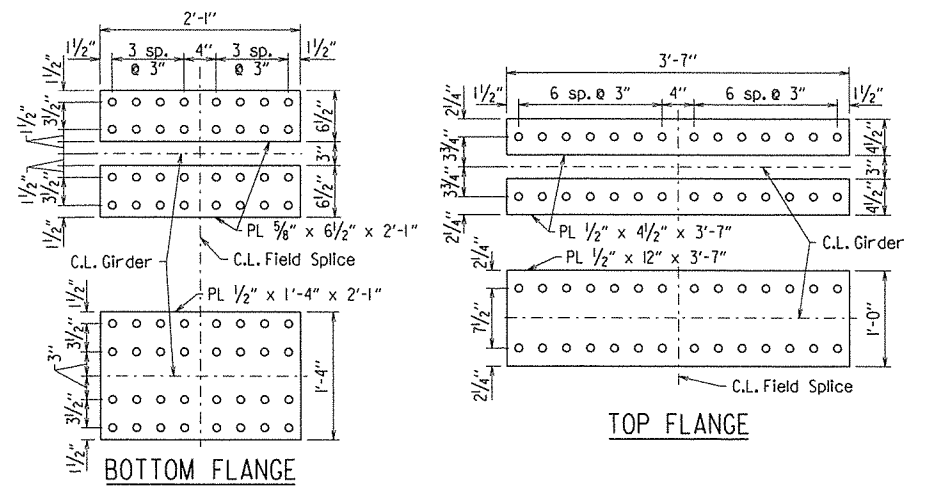 2'-1"
1½" 3 sp. @ 3" 4" 3 sp. @ 3" 1½"
1½"
3½"
1½"
1½"
3½"
1½"
6½"
3"
6½"
PL ⅝" x 6½" x 2'-1"
C.L. Girder
C.L. Field Splice
PL ½" x 1'-4" x 2'-1"
1½"
3½"
3"
3½"
1½"
1'-4"
BOTTOM FLANGE
3'-7"
1½" 6 sp. @ 3" 4" 6 sp. @ 3" 1½"
2¼"
3¾"
3¾"
2¼"
4½"
3"
4½"
PL ½" x 4½" x 3'-7"
C.L. Girder
PL ½" x 12" x 3'-7"
2¼"
7½"
2¼"
1'-0"
C.L. Field Splice
TOP FLANGE